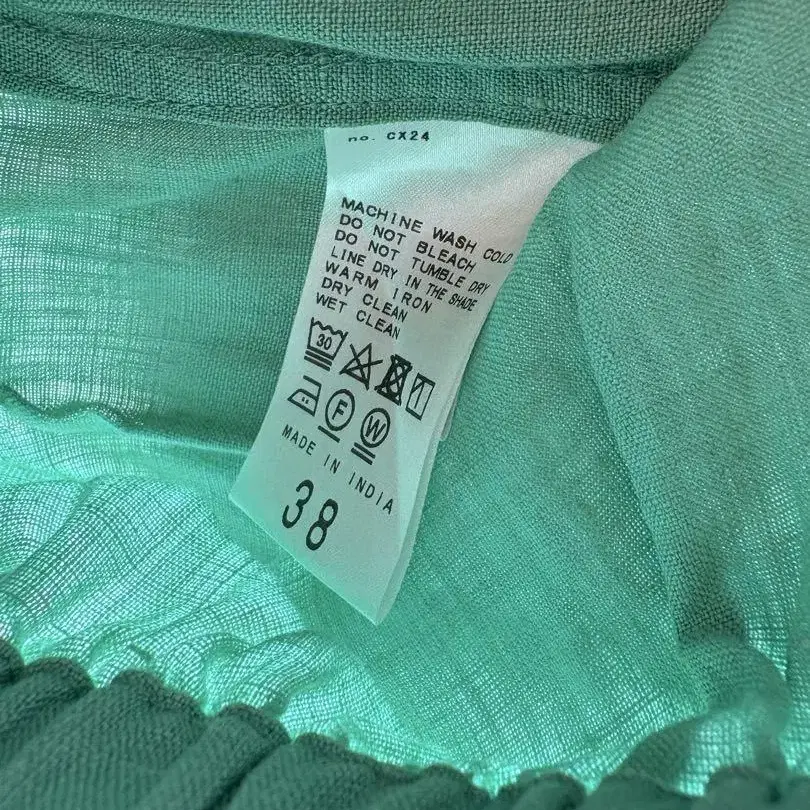 no. CX24
MACHINE WASH COLD
DO NOT BLEACH
DO NOT TUMBLE DRY
LINE DRY IN THE SHADE
WARM IRON
DRY CLEAN
WET CLEAN
30
F W
MADE IN INDIA
38